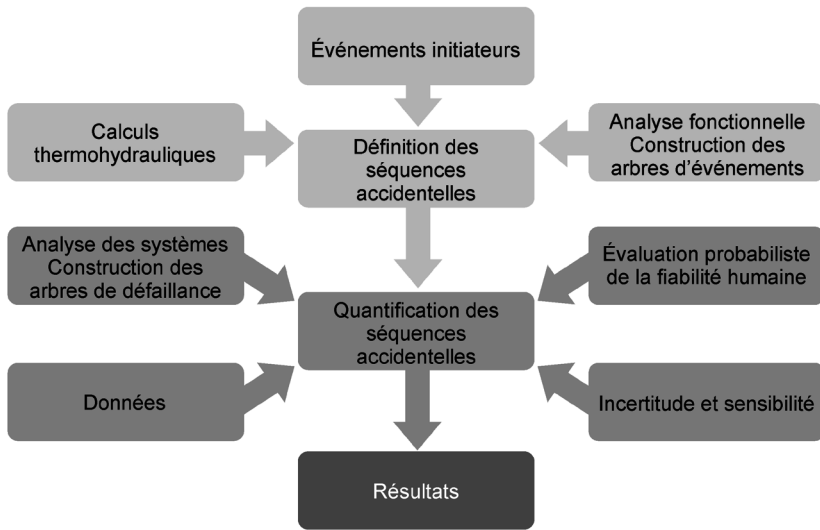 Événements initiateurs
Calculs
thermohydrauliques
Définition des
séquences
accidentelles
Analyse fonctionnelle
Construction des
arbres d'événements
Analyse des systèmes
Construction des
arbres de défaillance
Évaluation probabiliste
de la fiabilité humaine
Quantification des
séquences
accidentelles
Données
Incertitude et sensibilité
Résultats